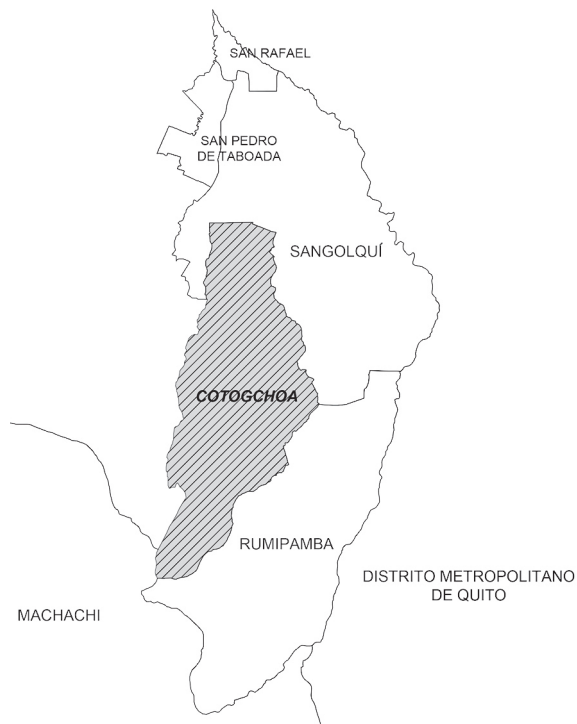 SAN RAFAEL
SAN PEDRO
DE TABOADA
SANGOLQUÍ
COTOGCHOA
RUMIPAMBA
DISTRITO METROPOLITANO
DE QUITO
MACHACHI